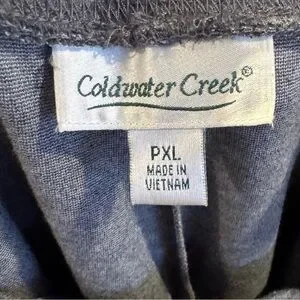 Coldwater Creek®
PXL
MADE IN
VIETNAM